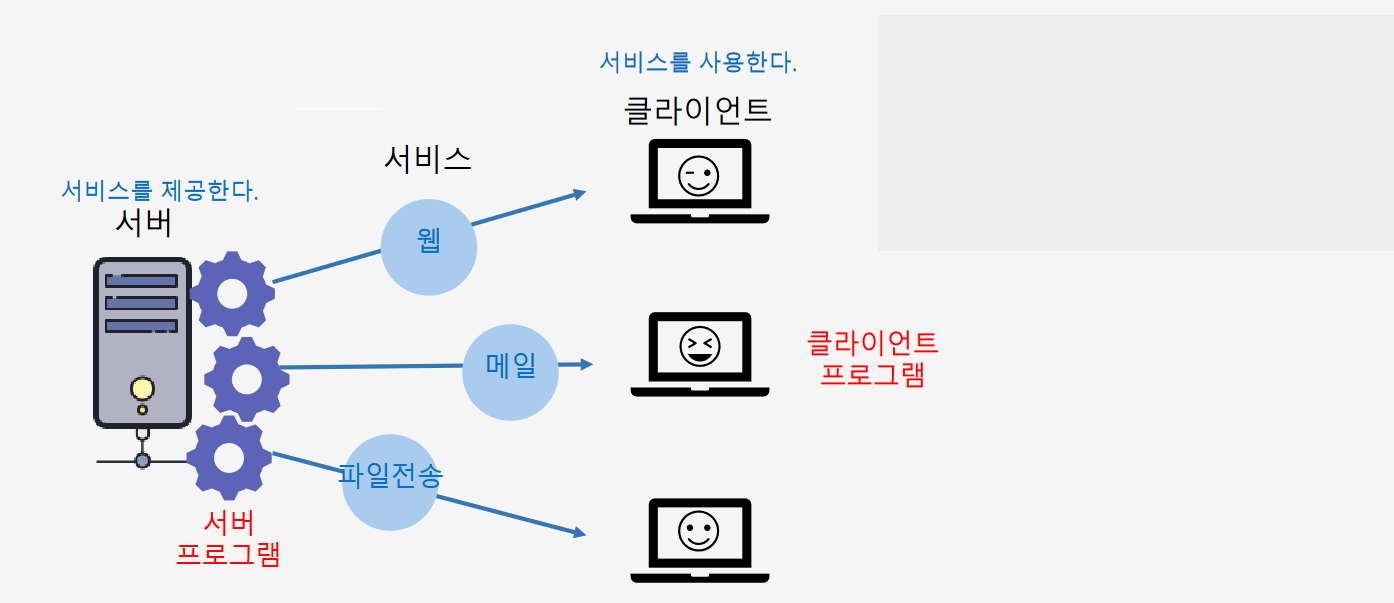 서비스를 사용한다.
클라이언트
서비스
서비스를 제공한다.
서버
웹
메일
클라이언트
프로그램
파일전송
서버
프로그램